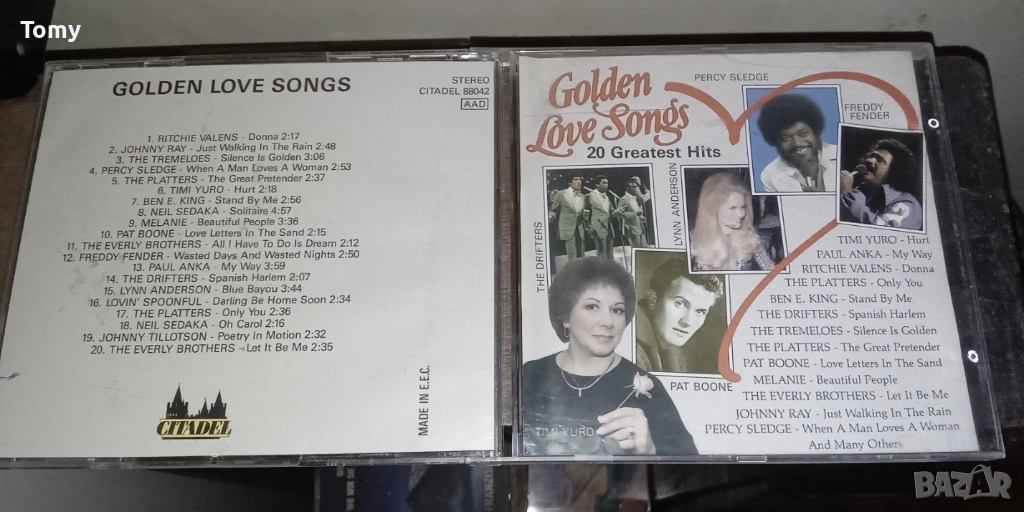 Tomy
GOLDEN LOVE SONGS
STEREO
CITADEL 88042
AAD
1. RITCHIE VALENS - Donna 2:17
2. JOHNNY RAY - Just Walking In The Rain 2:48
3. THE TREMELOES - Silence Is Golden 3:06
4. PERCY SLEDGE - When A Man Loves A Woman 2:53
5. THE PLATTERS - The Great Pretender 2:37
6. TIMI YURO - Hurt 2:18
7. BEN E. KING - Stand By Me 2:56
8. NEIL SEDAKA - Solitaire 4:57
9. MELANIE - Beautiful People 3:36
10. PAT BOONE - Love Letters In The Sand 2:15
11. THE EVERLY BROTHERS - All I Have To Do Is Dream 2:12
12. FREDDY FENDER - Wasted Days And Wasted Nights 2:50
13. PAUL ANKA - My Way 3:59
14. THE DRIFTERS - Spanish Harlem 2:07
15. LYNN ANDERSON - Blue Bayou 3:44
16. LOVIN' SPOONFUL - Darling Be Home Soon 2:34
17. THE PLATTERS - Only You 2:36
18. NEIL SEDAKA - Oh Carol 2:16
19. JOHNNY TILLOTSON - Poetry In Motion 2:32
20. THE EVERLY BROTHERS - Let It Be Me 2:35
CITADEL
MADE IN E.E.C.
Golden
Love Songs
20 Greatest Hits
PERCY SLEDGE
FREDDY
FENDER
LYNN ANDERSON
THE DRIFTERS
PAT BOONE
TIMI YURO
TIMI YURO - Hurt
PAUL ANKA - My Way
RITCHIE VALENS - Donna
THE PLATTERS - Only You
BEN E. KING - Stand By Me
THE DRIFTERS - Spanish Harlem
THE TREMELOES - Silence Is Golden
THE PLATTERS - The Great Pretender
PAT BOONE - Love Letters In The Sand
MELANIE - Beautiful People
THE EVERLY BROTHERS - Let It Be Me
JOHNNY RAY - Just Walking In The Rain
PERCY SLEDGE - When A Man Loves A Woman
And Many Others
BAZAR